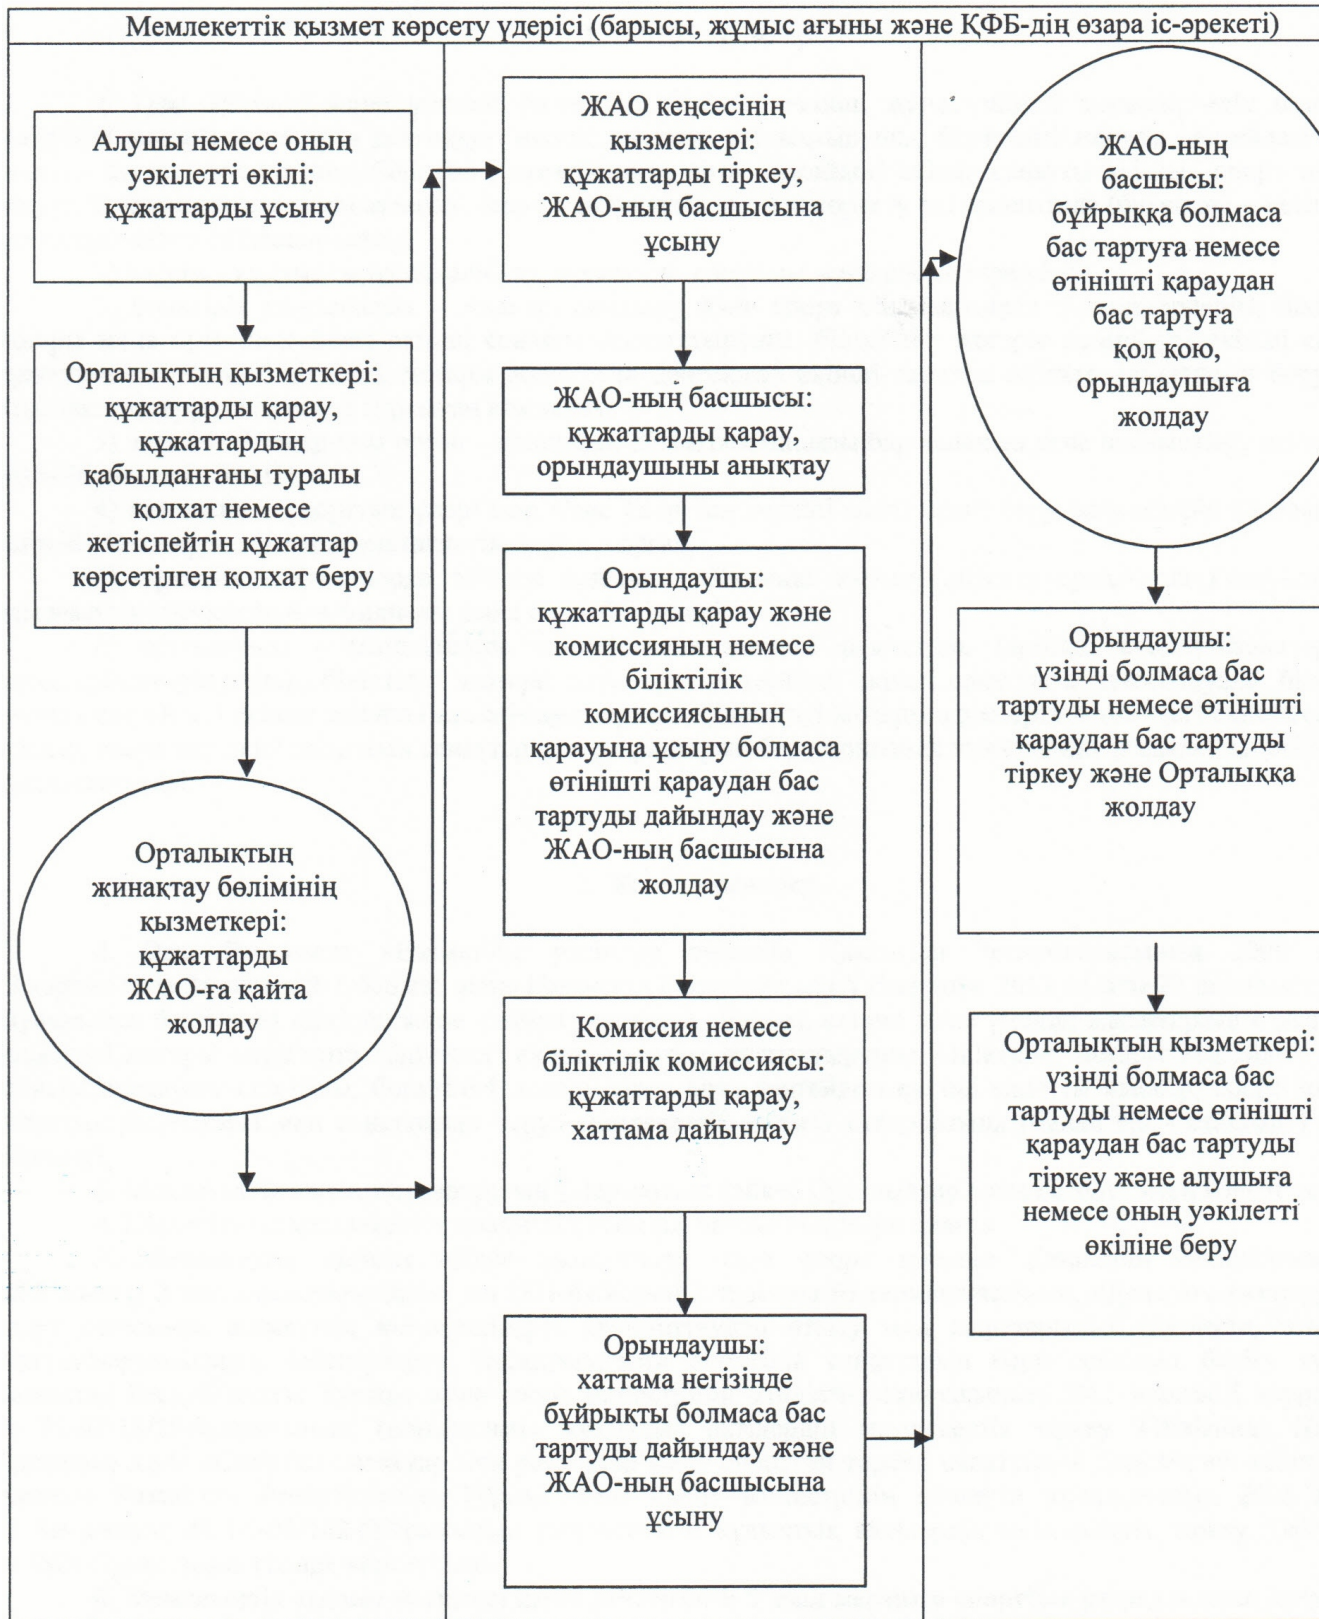 Мемлекеттік қызмет көрсету үдерісі (барысы, жұмыс ағыны және ҚФБ-дің өзара іс-әрекеті)
Алушы немесе оның
уәкілетті өкілі:
құжаттарды ұсыну
Орталықтың қызметкері:
құжаттарды қарау,
құжаттардың
қабылданғаны туралы
қолхат немесе
жетіспейтін құжаттар
көрсетілген қолхат беру
Орталықтың
жинақтау бөлімінің
қызметкері:
құжаттарды
ЖАО-ға қайта
жолдау
ЖАО кеңсесінің
қызметкері:
құжаттарды тіркеу,
ЖАО-ның басшысына
ұсыну
ЖАО-ның басшысы:
құжаттарды қарау,
орындаушыны анықтау
Орындаушы:
құжаттарды қарау және
комиссияның немесе
біліктілік
комиссиясының
қарауына ұсыну болмаса
өтінішті қараудан бас
тартуды дайындау және
ЖАО-ның басшысына
жолдау
Комиссия немесе
біліктілік комиссиясы:
құжаттарды қарау,
хаттама дайындау
Орындаушы:
хаттама негізінде
бұйрықты болмаса бас
тартуды дайындау және
ЖАО-ның басшысына
ұсыну
ЖАО-ның
басшысы:
бұйрыққа болмаса
бас тартуға немесе
өтінішті қараудан
бас тартуға
қол қою,
орындаушыға
жолдау
Орындаушы:
үзінді болмаса бас
тартуды немесе өтінішті
қараудан бас тартуды
тіркеу және Орталыққа
жолдау
Орталықтың қызметкері:
үзінді болмаса бас
тартуды немесе өтінішті
қараудан бас тартуды
тіркеу және алушыға
немесе оның уәкілетті
өкіліне беру